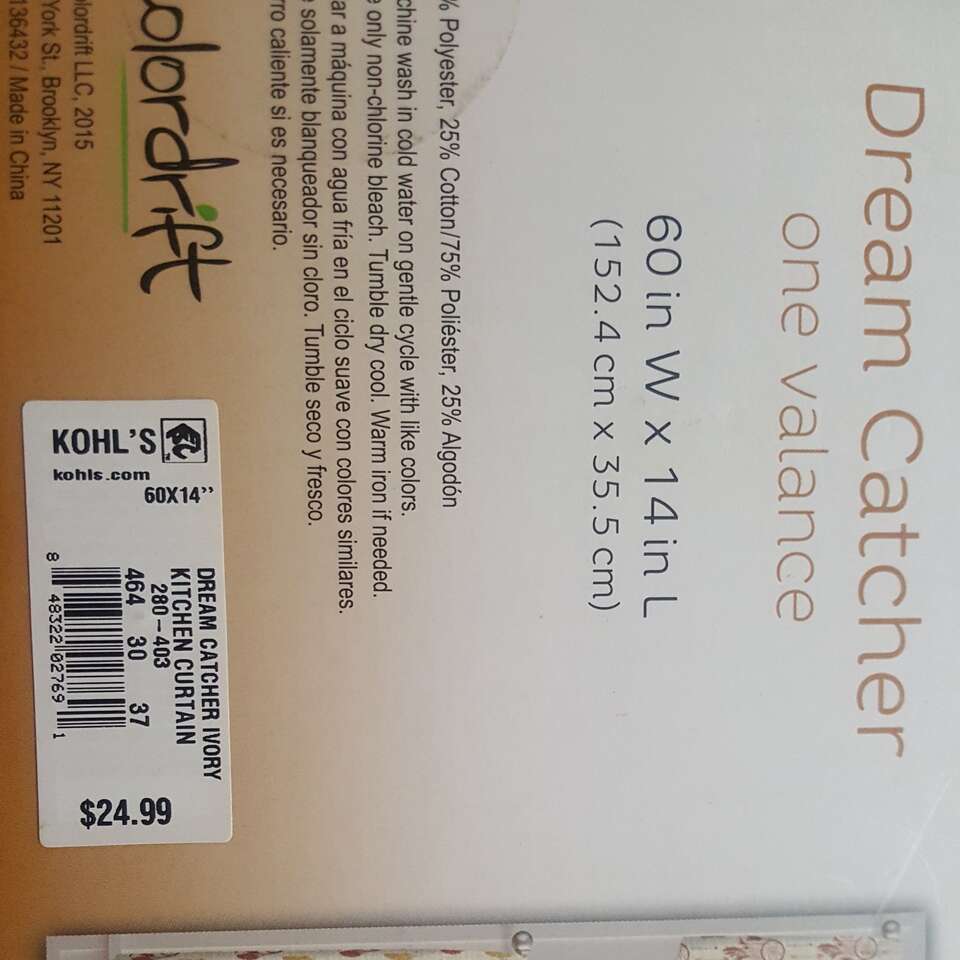 Dream Catcher
one valance
60 in W x 14 in L
(152.4 cm x 35.5 cm)
% Polyester, 25% Cotton/75% Poliéster, 25% Algodón
chine wash in cold water on gentle cycle with like colors.
e only non-chlorine bleach. Tumble dry cool. Warm iron if needed.
ar a máquina con agua fría en el ciclo suave con colores similares.
e solamente blanqueador sin cloro. Tumble seco y fresco.
rro caliente si es necesario.
olordrift
lordrift LLC, 2015
York St., Brooklyn, NY 11201
136432 / Made in China
KOHL'S
kohls.com
60X14"
DREAM CATCHER IVORY
KITCHEN CURTAIN
280-403
464 30 37
8 48322 02769 1
$24.99